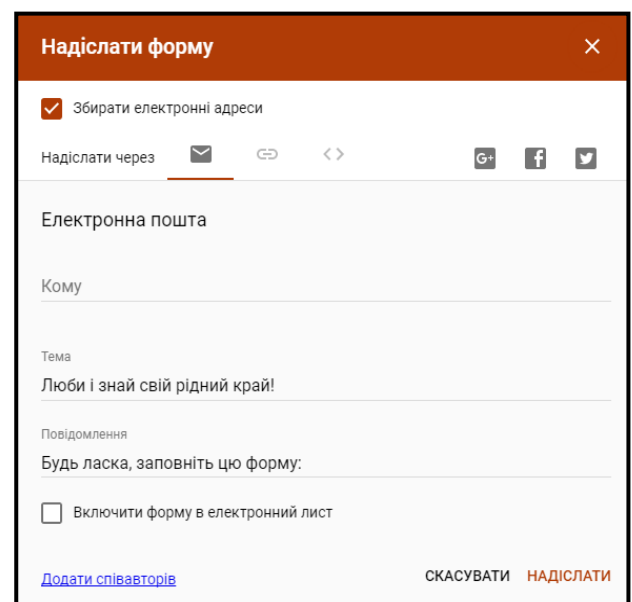 Надіслати форму
Збирати електронні адреси
Надіслати через
G+
Електронна пошта
Кому
Тема
Люби і знай свій рідний край!
Повідомлення
Будь ласка, заповніть цю форму:
Включити форму в електронний лист
Додати співавторів СКАСУВАТИ НАДІСЛАТИ